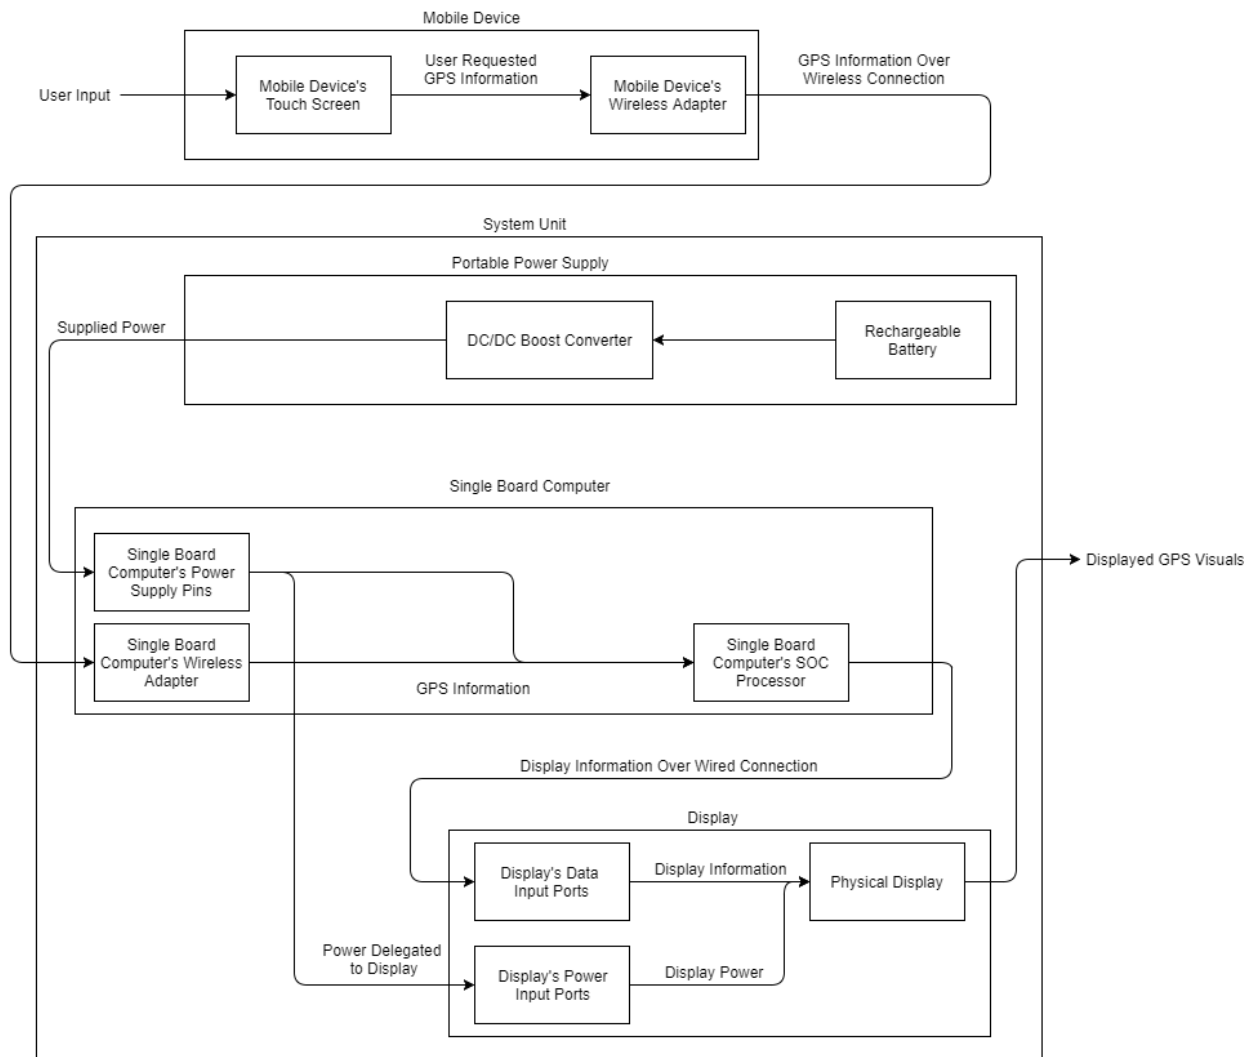 Mobile Device
User Input
Mobile Device's
Touch Screen
User Requested
GPS Information
Mobile Device's
Wireless Adapter
GPS Information Over
Wireless Connection
System Unit
Portable Power Supply
Supplied Power
DC/DC Boost Converter
Rechargeable
Battery
Single Board Computer
Single Board
Computer's Power
Supply Pins
Single Board
Computer's Wireless
Adapter
GPS Information
Single Board
Computer's SOC
Processor
Displayed GPS Visuals
Display Information Over Wired Connection
Display
Display's Data
Input Ports
Display Information
Physical Display
Power Delegated
to Display
Display's Power
Input Ports
Display Power